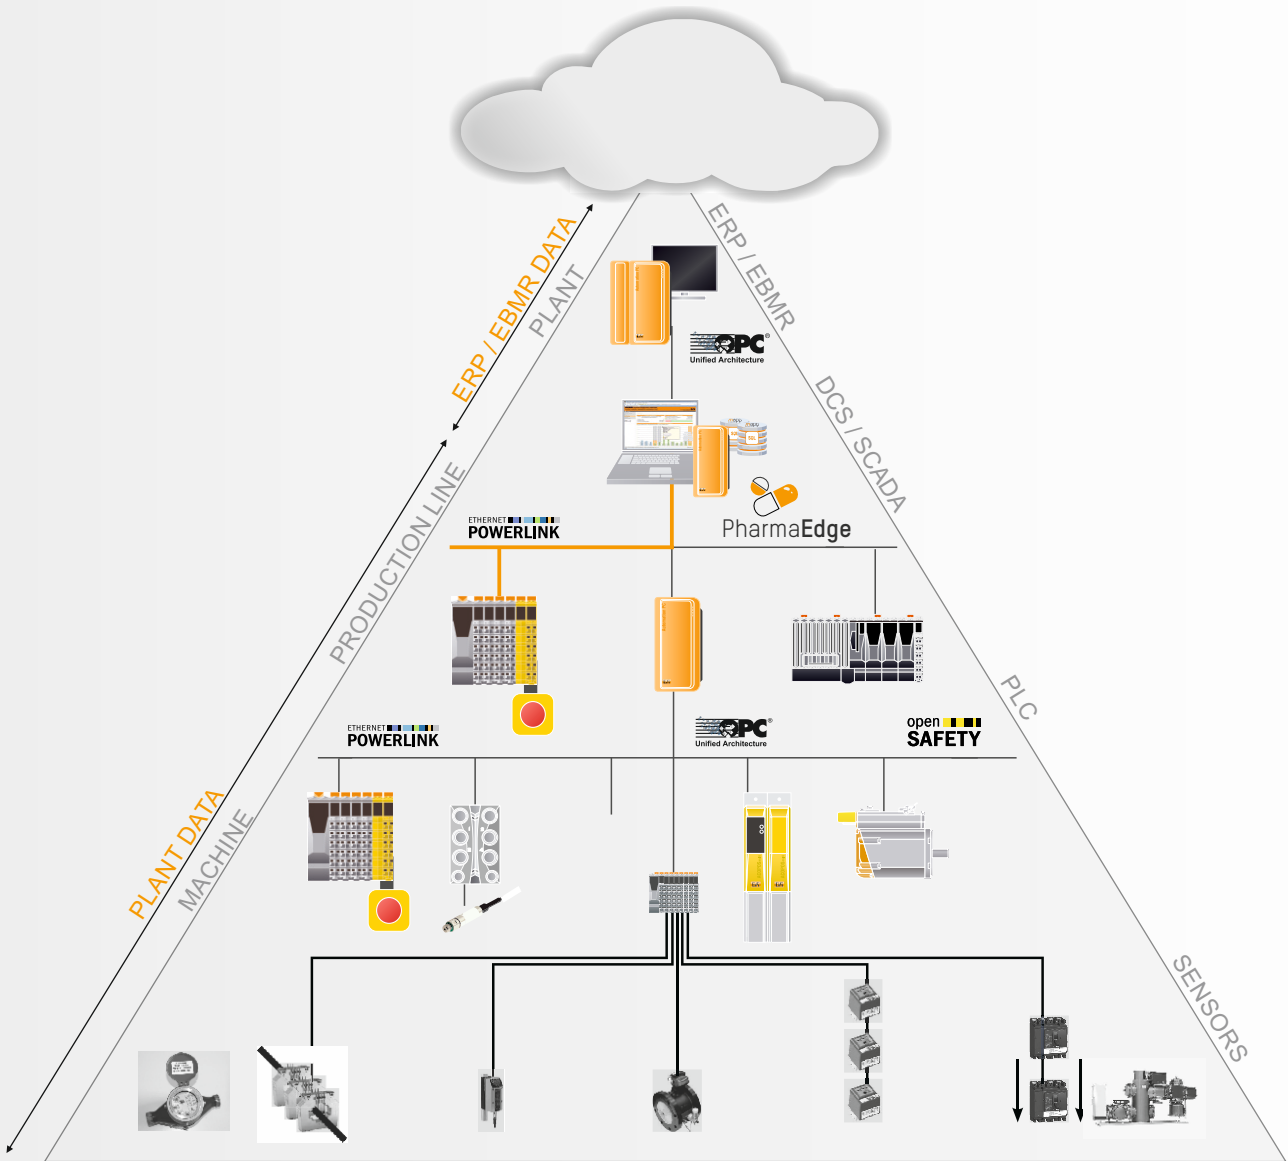 ERP / EBMR DATA
PLANT
ERP / EBMR
OPC®
Unified Architecture
DCS / SCADA
SQL
PRODUCTION LINE
ETHERNET
POWERLINK
PharmaEdge
PLC
ETHERNET
POWERLINK
OPC®
Unified Architecture
open
SAFETY
PLANT DATA
MACHINE
SENSORS